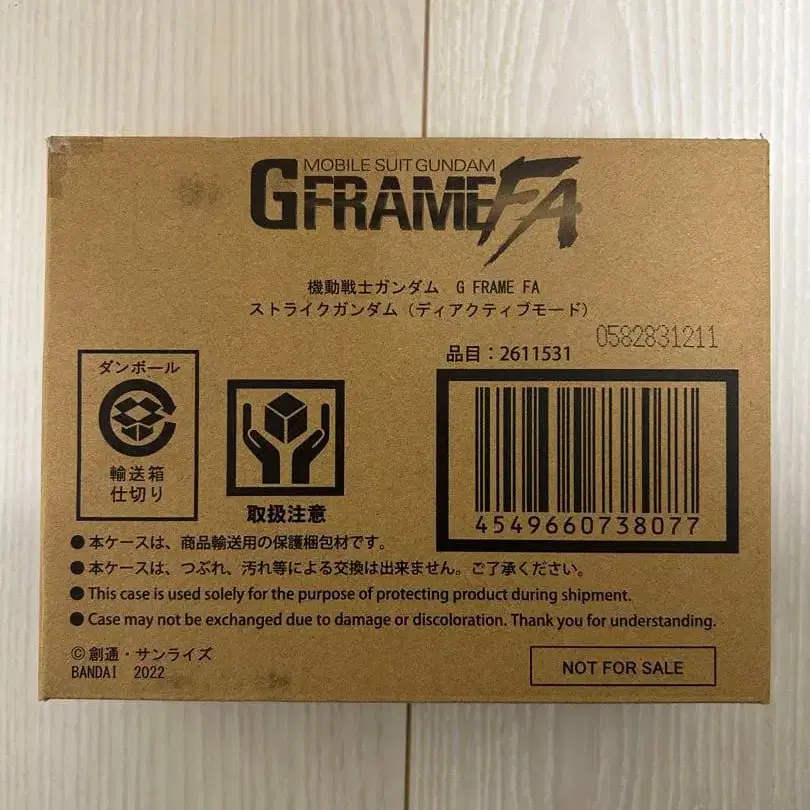 MOBILE SUIT GUNDAM
GFRAMEFA
機動戦士ガンダム G FRAME FA
ストライクガンダム（ディアクティブモード）
0582831211
品目：2611531
4549660738077
ダンボール
輸送箱
仕切り
取扱注意
●本ケースは、商品輸送用の保護梱包材です。
●本ケースは、つぶれ、汚れ等による交換は出来ません。ご了承ください。
●This case is used solely for the purpose of protecting product during shipment.
●Case may not be exchanged due to damage or discoloration. Thank you for understanding.
©創通・サンライズ
BANDAI 2022
NOT FOR SALE